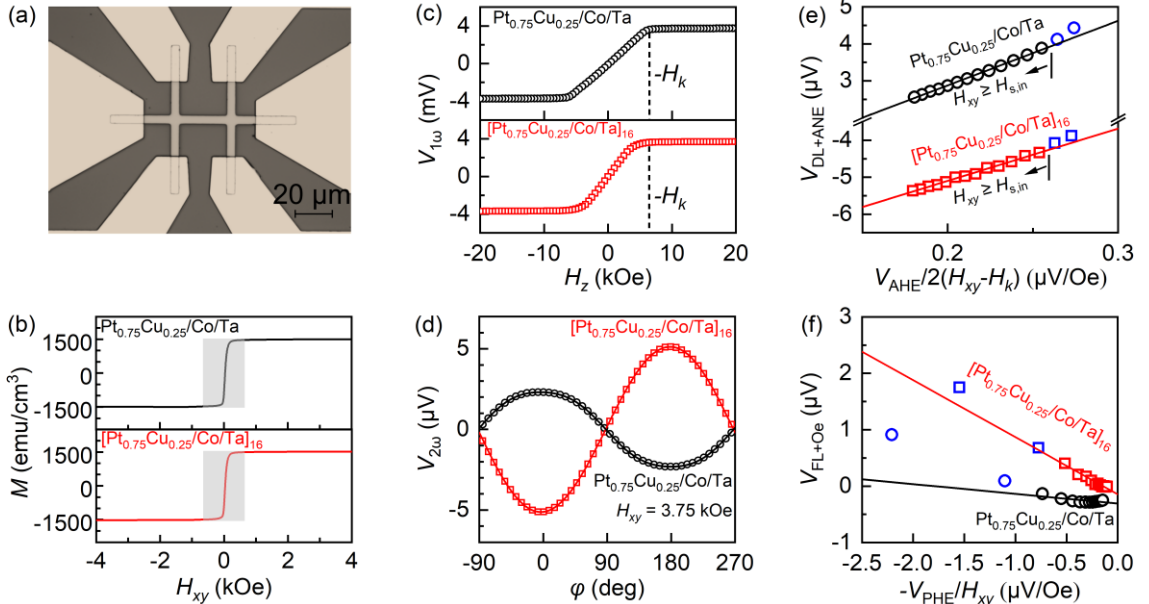 (a)
20 μm
(b)
Pt0.75Cu0.25/Co/Ta
1500
0
-1500
[Pt0.75Cu0.25/Co/Ta]16
1500
0
-1500
M (emu/cm3)
-4 -2 0 2 4
Hxy (kOe)
(c)
Pt0.75Cu0.25/Co/Ta
4
0
-4
-Hk
[Pt0.75Cu0.25/Co/Ta]16
4
0
-4
-Hk
V1ω (mV)
-20 -10 0 10 20
Hz (kOe)
(d)
[Pt0.75Cu0.25/Co/Ta]16
5
0
-5
V2ω (μV)
Pt0.75Cu0.25/Co/Ta
Hxy = 3.75 kOe
-90 0 90 180 270
φ (deg)
(e)
5
4
3
-4
-5
-6
VDL+ANE (μV)
Pt0.75Cu0.25/Co/Ta
Hxy ≥ Hs,in
[Pt0.75Cu0.25/Co/Ta]16
Hxy ≥ Hs,in
0.2 0.3
VAHE/2(Hxy-Hk) (μV/Oe)
(f)
3
2
1
0
-1
VFL+Oe (μV)
[Pt0.75Cu0.25/Co/Ta]16
Pt0.75Cu0.25/Co/Ta
-2.5 -2.0 -1.5 -1.0 -0.5 0.0
-VPHE/Hxy (μV/Oe)